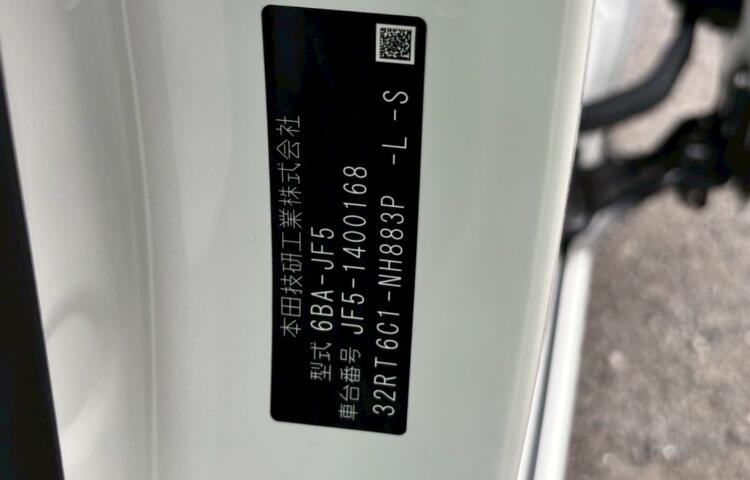 本田技研工業株式会社
型式 6BA-JF5
車台番号 JF5-1400168
32RT6C1-NH883P -L -S